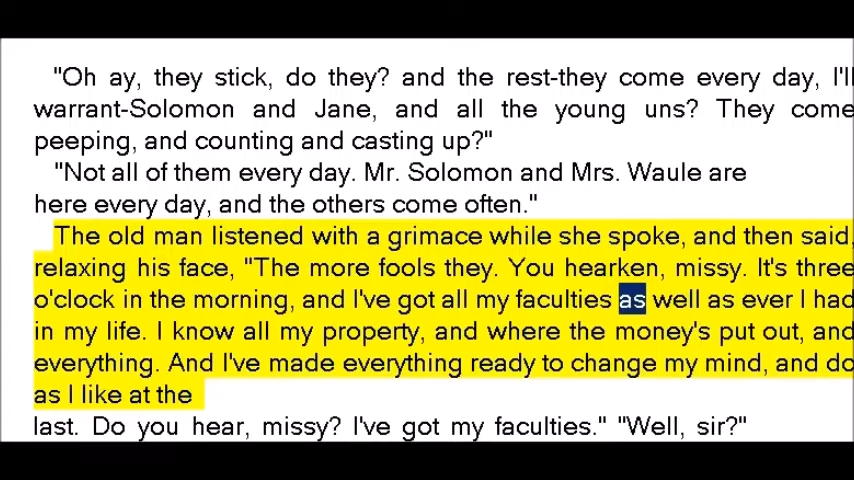 "Oh ay, they stick, do they? and the rest-they come every day, I'll
warrant-Solomon and Jane, and all the young uns? They come
peeping, and counting and casting up?"
"Not all of them every day. Mr. Solomon and Mrs. Waule are
here every day, and the others come often."
The old man listened with a grimace while she spoke, and then said,
relaxing his face, "The more fools they. You hearken, missy. It's three
o'clock in the morning, and I've got all my faculties as well as ever I had
in my life. I know all my property, and where the money's put out, and
everything. And I've made everything ready to change my mind, and do
as I like at the
last. Do you hear, missy? I've got my faculties." "Well, sir?"